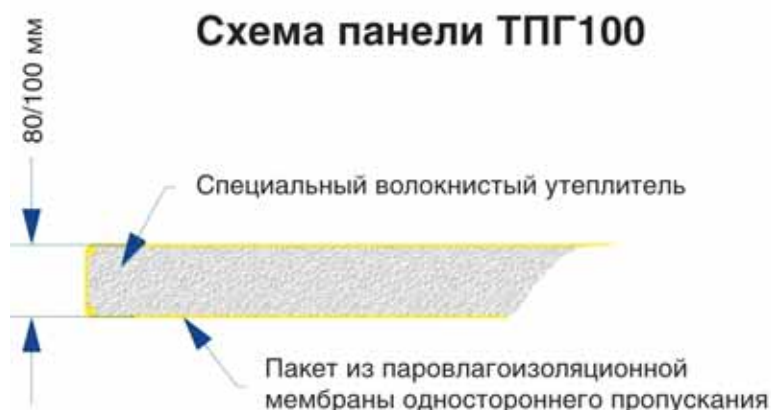 Схема панели ТПГ100
80/100 мм
Специальный волокнистый утеплитель
Пакет из паровлагоизоляционной
мембраны одностороннего пропускания